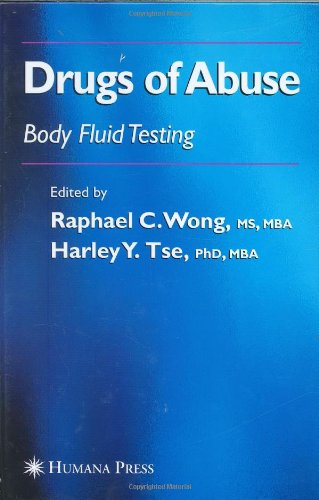 Drugs of Abuse
Body Fluid Testing
Edited by
Raphael C. Wong, MS, MBA
Harley Y. Tse, PhD, MBA
HUMANA PRESS